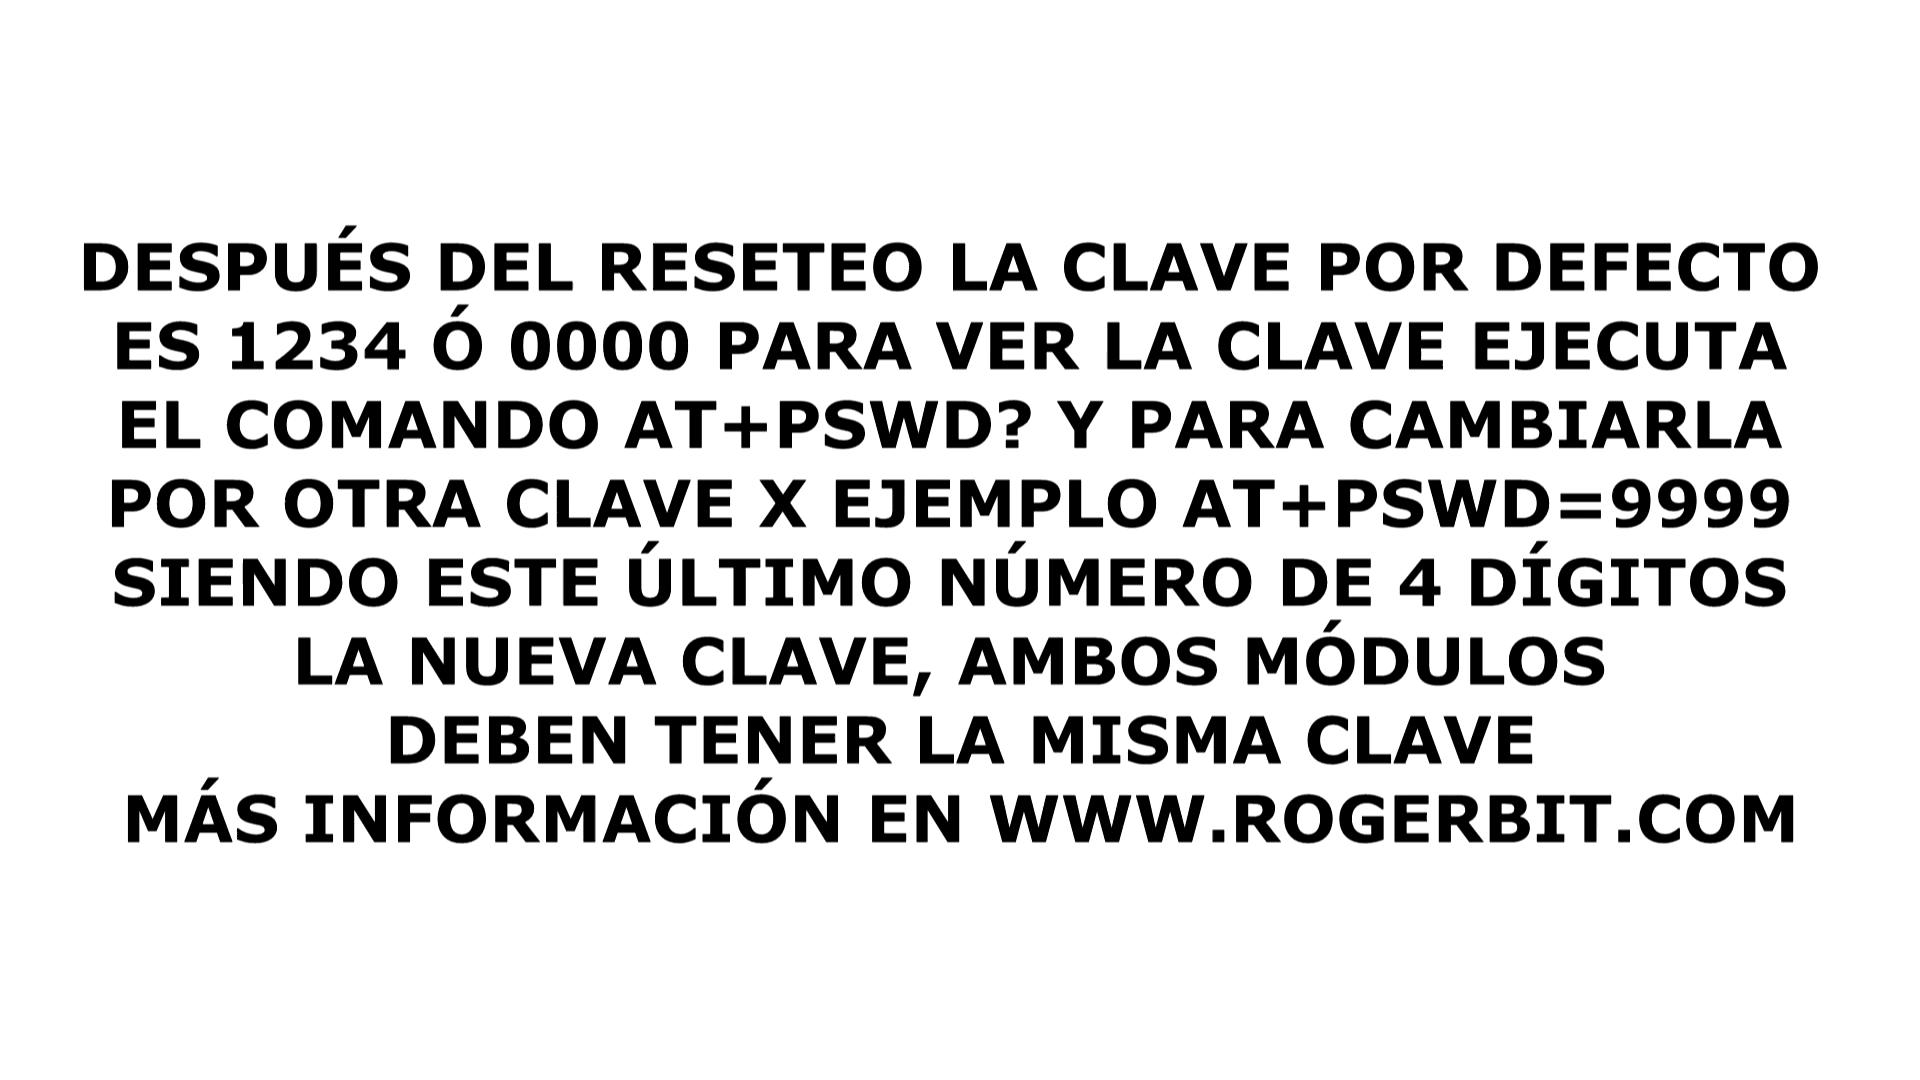 DESPUÉS DEL RESETEO LA CLAVE POR DEFECTO
ES 1234 Ó 0000 PARA VER LA CLAVE EJECUTA
EL COMANDO AT+PSWD? Y PARA CAMBIARLA
POR OTRA CLAVE X EJEMPLO AT+PSWD=9999
SIENDO ESTE ÚLTIMO NÚMERO DE 4 DÍGITOS
LA NUEVA CLAVE, AMBOS MÓDULOS
DEBEN TENER LA MISMA CLAVE
MÁS INFORMACIÓN EN WWW.ROGERBIT.COM